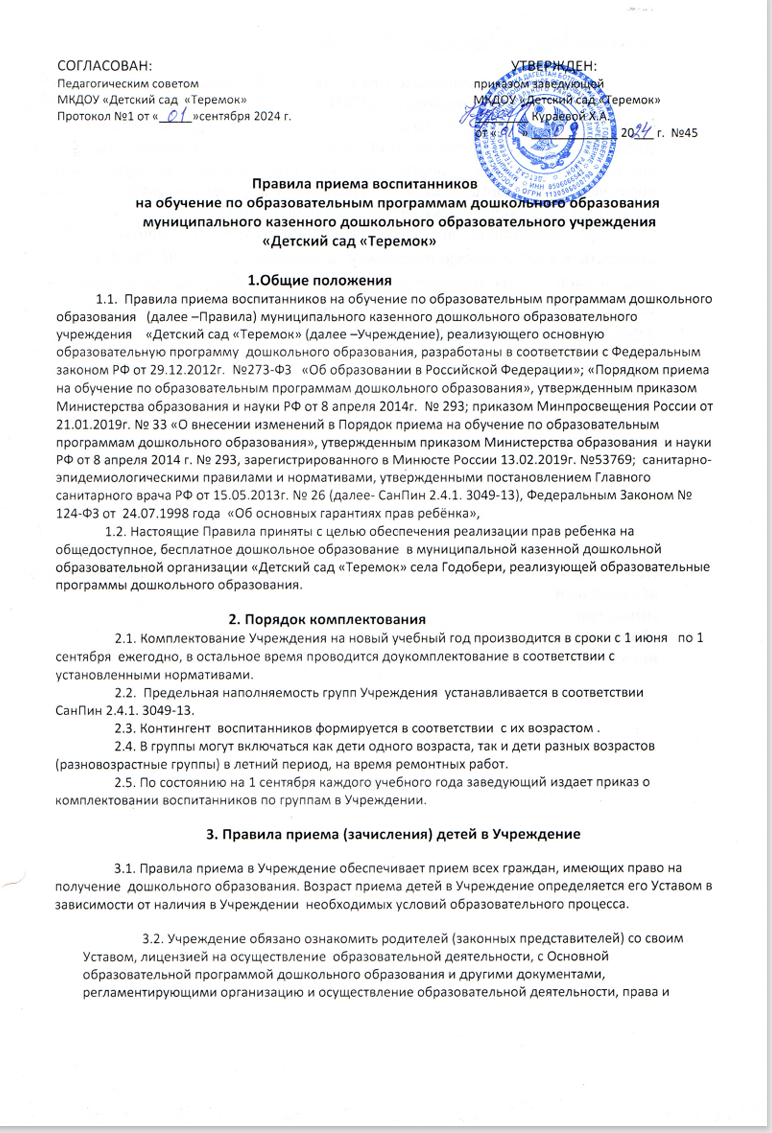 СОГЛАСОВАН: УТВЕРЖДЕН:
Педагогическим советом приказом заведующей
МКДОУ «Детский сад «Теремок» МКДОУ «Детский сад «Теремок»
Протокол №1 от « 01 »сентября 2024 г. Кураевой Х.А.
от « 01 » 2024 г. №45
ИНН 0506066542
ОГРН
Правила приема воспитанников
на обучение по образовательным программам дошкольного образования
муниципального казенного дошкольного образовательного учреждения
«Детский сад «Теремок»
1.Общие положения
1.1. Правила приема воспитанников на обучение по образовательным программам дошкольного
образования (далее –Правила) муниципального казенного дошкольного образовательного
учреждения «Детский сад «Теремок» (далее –Учреждение), реализующего основную
образовательную программу дошкольного образования, разработаны в соответствии с Федеральным
законом РФ от 29.12.2012г. №273-ФЗ «Об образовании в Российской Федерации»; «Порядком приема
на обучение по образовательным программам дошкольного образования», утвержденным приказом
Министерства образования и науки РФ от 8 апреля 2014г. № 293; приказом Минпросвещения России от
21.01.2019г. № 33 «О внесении изменений в Порядок приема на обучение по образовательным
программам дошкольного образования», утвержденным приказом Министерства образования и науки
РФ от 8 апреля 2014 г. № 293, зарегистрированного в Минюсте России 13.02.2019г. №53769; санитарно-
эпидемиологическими правилами и нормативами, утвержденными постановлением Главного
санитарного врача РФ от 15.05.2013г. № 26 (далее- СанПин 2.4.1. 3049-13), Федеральным Законом №
124-ФЗ от 24.07.1998 года «Об основных гарантиях прав ребёнка»,
1.2. Настоящие Правила приняты с целью обеспечения реализации прав ребенка на
общедоступное, бесплатное дошкольное образование в муниципальной казенной дошкольной
образовательной организации «Детский сад «Теремок» села Годобери, реализующей образовательные
программы дошкольного образования.
2. Порядок комплектования
2.1. Комплектование Учреждения на новый учебный год производится в сроки с 1 июня по 1
сентября ежегодно, в остальное время проводится доукомплектование в соответствии с
установленными нормативами.
2.2. Предельная наполняемость групп Учреждения устанавливается в соответствии
СанПин 2.4.1. 3049-13.
2.3. Контингент воспитанников формируется в соответствии с их возрастом .
2.4. В группы могут включаться как дети одного возраста, так и дети разных возрастов
(разновозрастные группы) в летний период, на время ремонтных работ.
2.5. По состоянию на 1 сентября каждого учебного года заведующий издает приказ о
комплектовании воспитанников по группам в Учреждении.
3. Правила приема (зачисления) детей в Учреждение
3.1. Правила приема в Учреждение обеспечивает прием всех граждан, имеющих право на
получение дошкольного образования. Возраст приема детей в Учреждение определяется его Уставом в
зависимости от наличия в Учреждении необходимых условий образовательного процесса.
3.2. Учреждение обязано ознакомить родителей (законных представителей) со своим
Уставом, лицензией на осуществление образовательной деятельности, с Основной
образовательной программой дошкольного образования и другими документами,
регламентирующими организацию и осуществление образовательной деятельности, права и